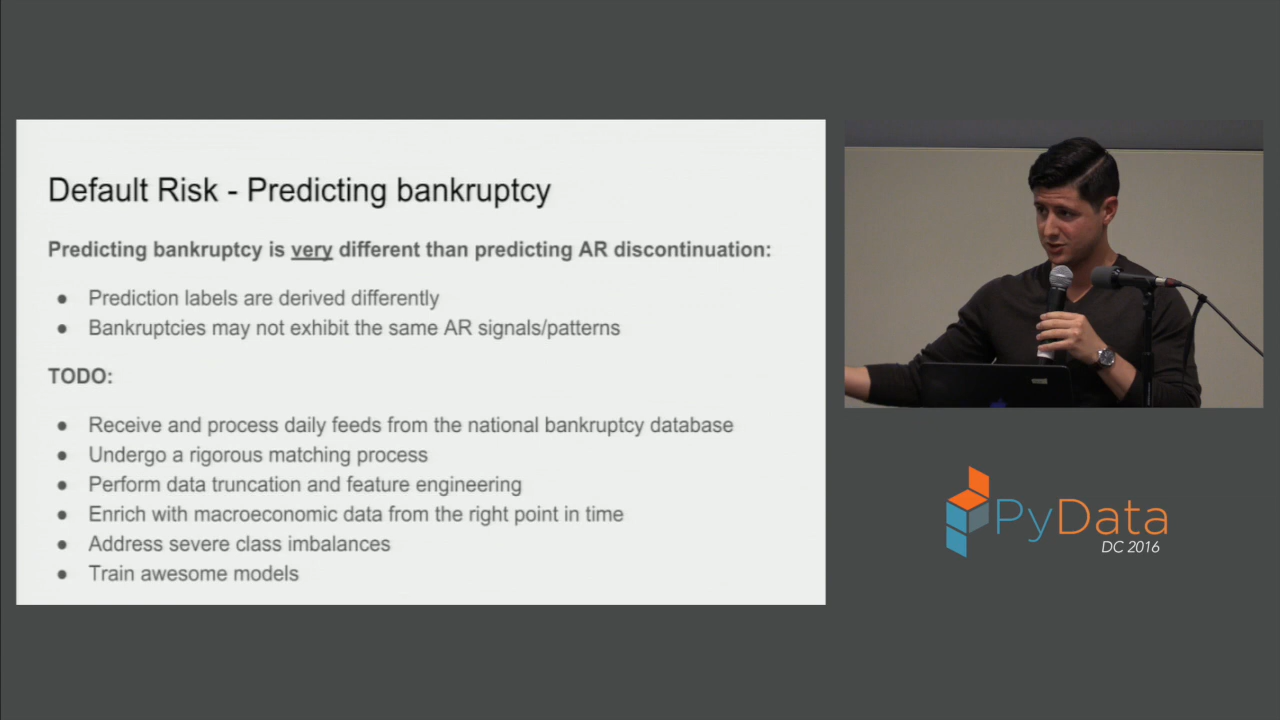 Default Risk - Predicting bankruptcy
Predicting bankruptcy is very different than predicting AR discontinuation:
● Prediction labels are derived differently
● Bankruptcies may not exhibit the same AR signals/patterns
TODO:
● Receive and process daily feeds from the national bankruptcy database
● Undergo a rigorous matching process
● Perform data truncation and feature engineering
● Enrich with macroeconomic data from the right point in time
● Address severe class imbalances
● Train awesome models
PyData
DC 2016